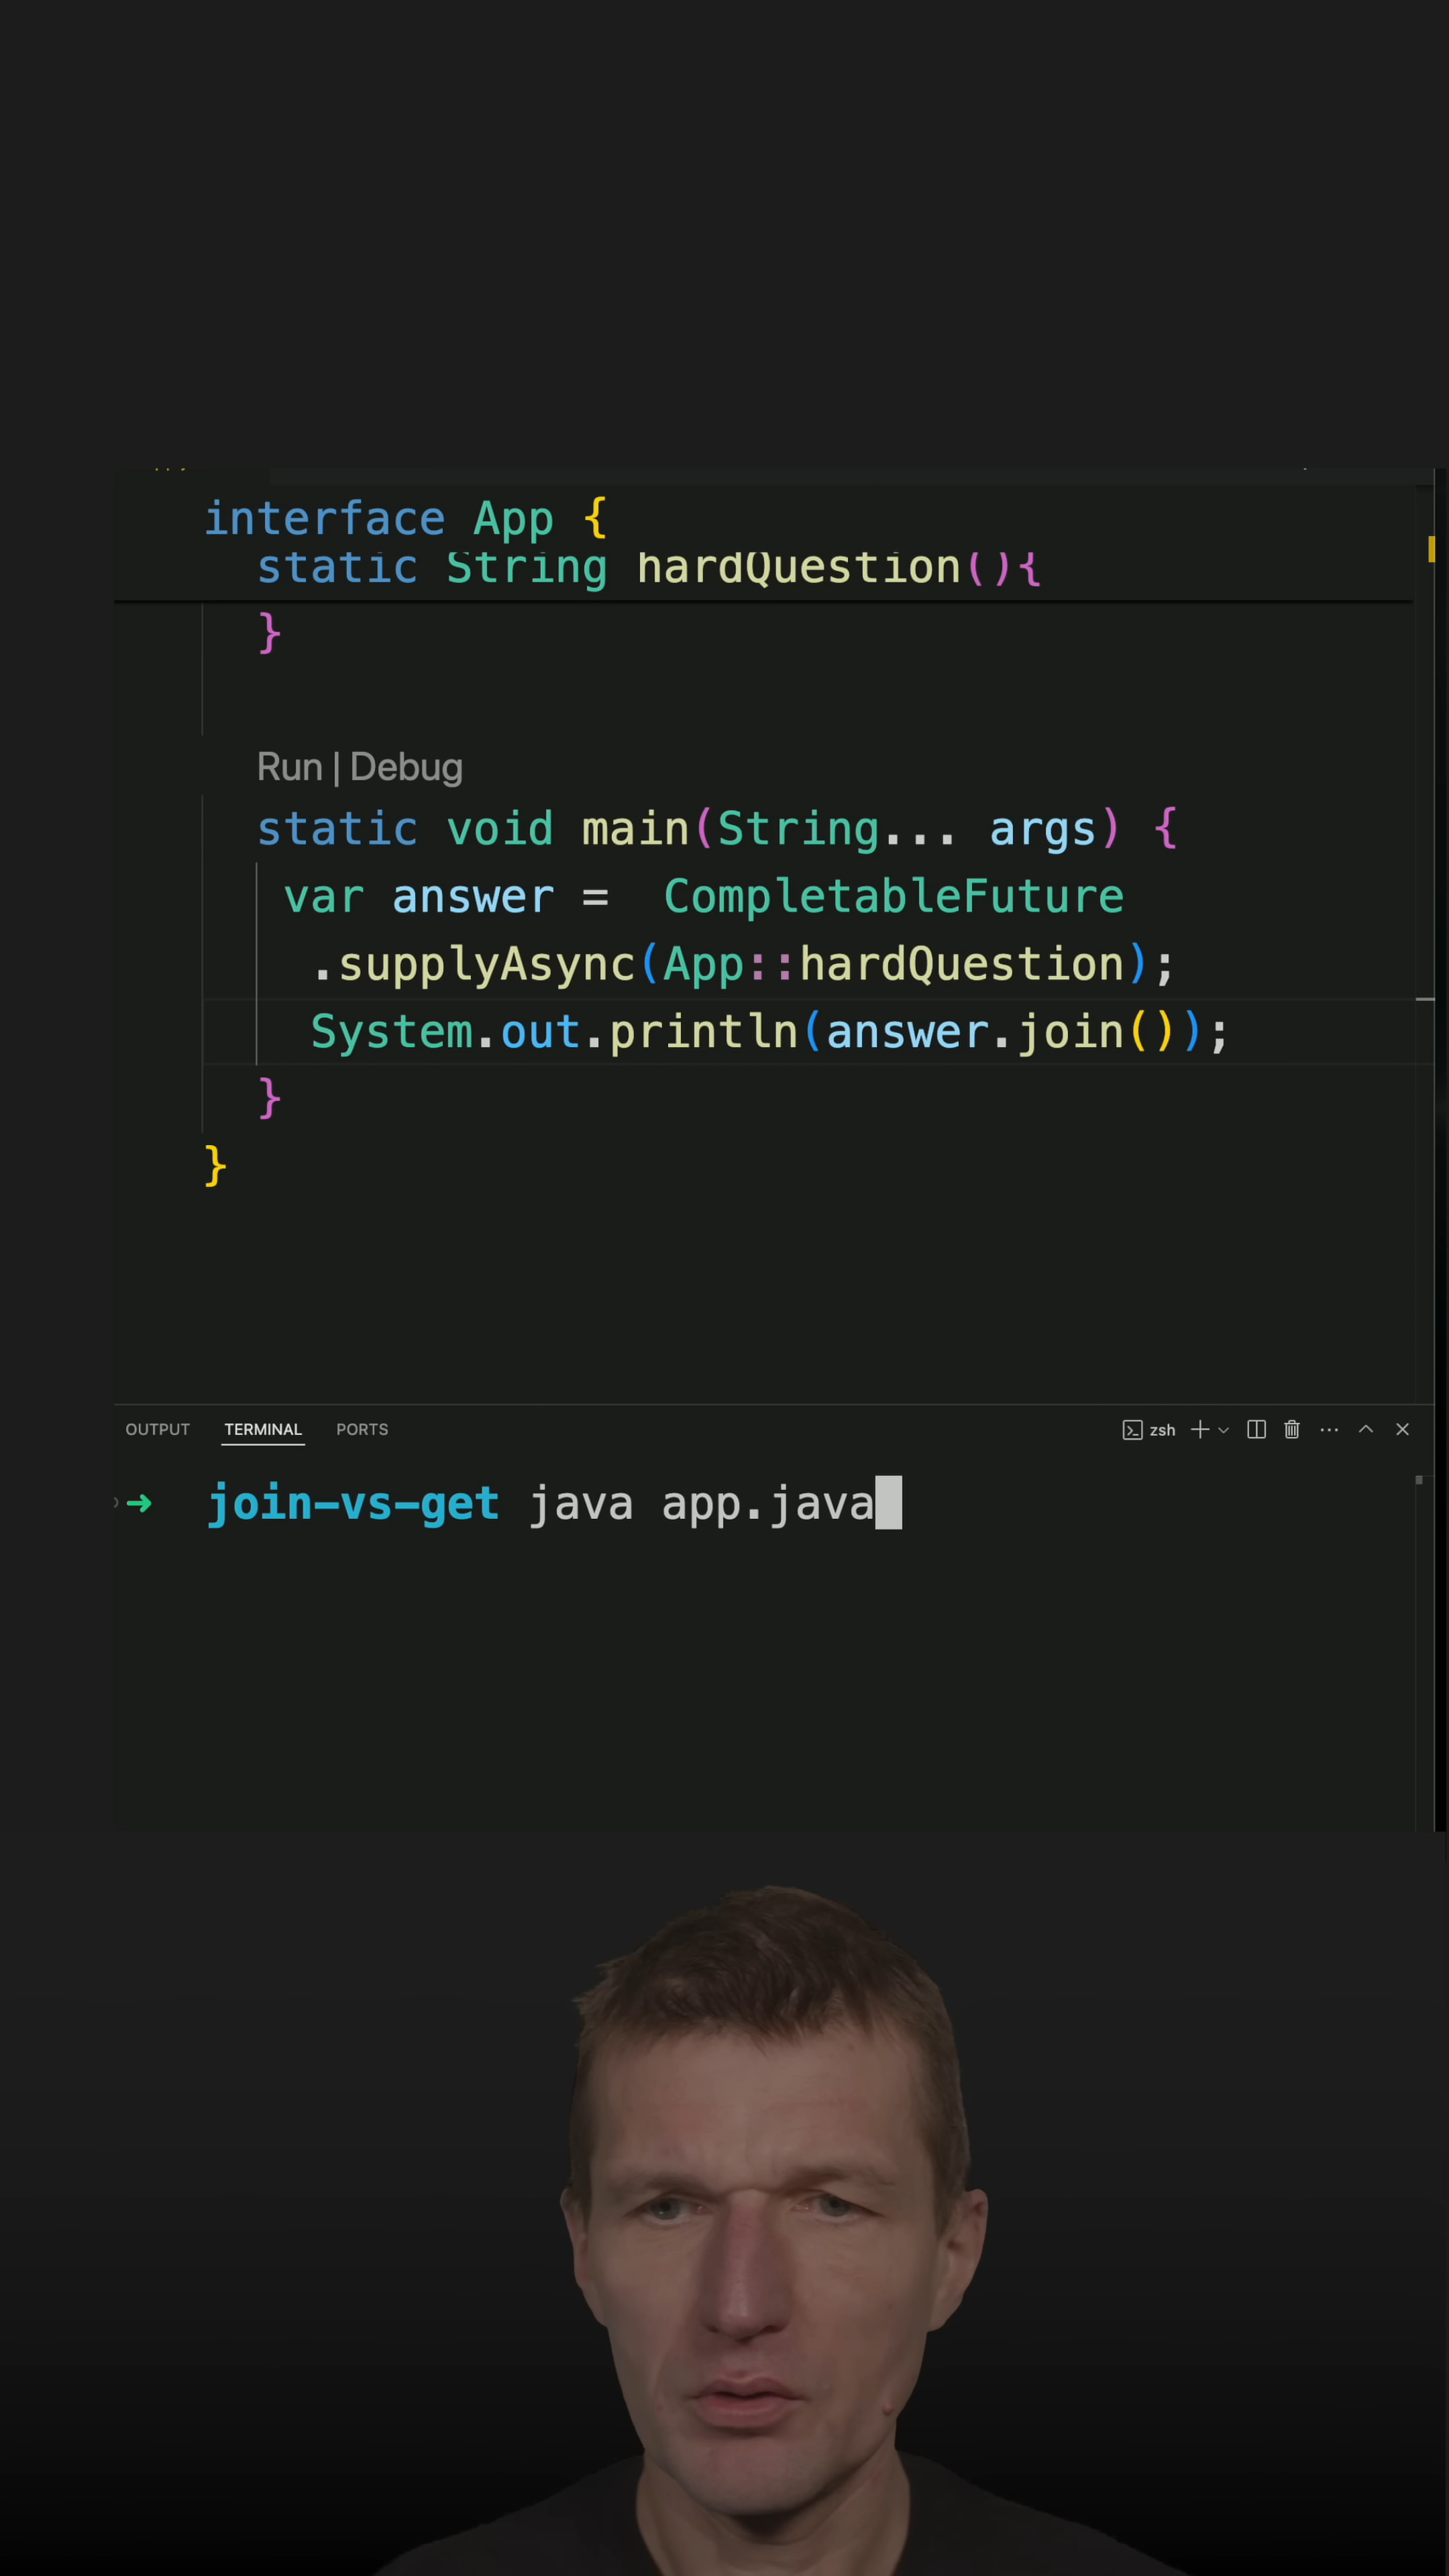 interface App {
static String hardQuestion(){
}
Run | Debug
static void main(String... args) {
var answer =  CompletableFuture
.supplyAsync(App::hardQuestion);
System.out.println(answer.join());
}
}
OUTPUT TERMINAL PORTS zsh
➜ join-vs-get java app.java